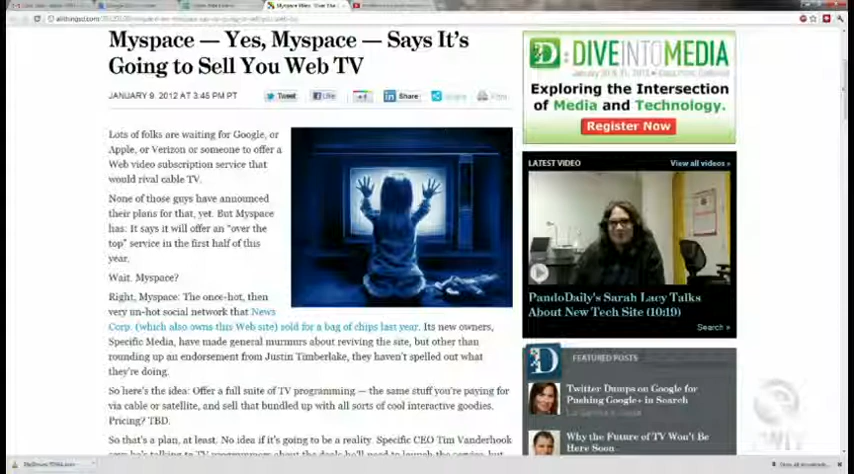 allthingsd.com
Myspace — Yes, Myspace — Says It's
Going to Sell You Web TV
JANUARY 9, 2012 AT 3:45 PM PT
Tweet
Like
+1
Share
Share
Print
Lots of folks are waiting for Google, or
Apple, or Verizon or someone to offer a
Web video subscription service that
would rival cable TV.
None of those guys have announced
their plans for that, yet. But Myspace
has: It says it will offer an "over the
top" service in the first half of this
year.
Wait. Myspace?
Right, Myspace: The once-hot, then
very un-hot social network that News
Corp. (which also owns this Web site) sold for a bag of chips last year. Its new owners,
Specific Media, have made general murmurs about reviving the site, but other than
rounding up an endorsement from Justin Timberlake, they haven't spelled out what
they're doing.
So here's the idea: Offer a full suite of TV programming — the same stuff you're paying for
via cable or satellite, and sell that bundled up with all sorts of cool interactive goodies.
Pricing? TBD.
So that's a plan, at least. No idea if it's going to be a reality. Specific CEO Tim Vanderhook
D: DIVEINTOMEDIA
Exploring the Intersection
of Media and Technology.
Register Now
LATEST VIDEO
View all videos »
PandoDaily's Sarah Lacy Talks
About New Tech Site (10:19)
Search »
D
FEATURED POSTS
Twitter Dumps on Google for
Pushing Google+ in Search
Why the Future of TV Won't Be
Here Soon
TWiT